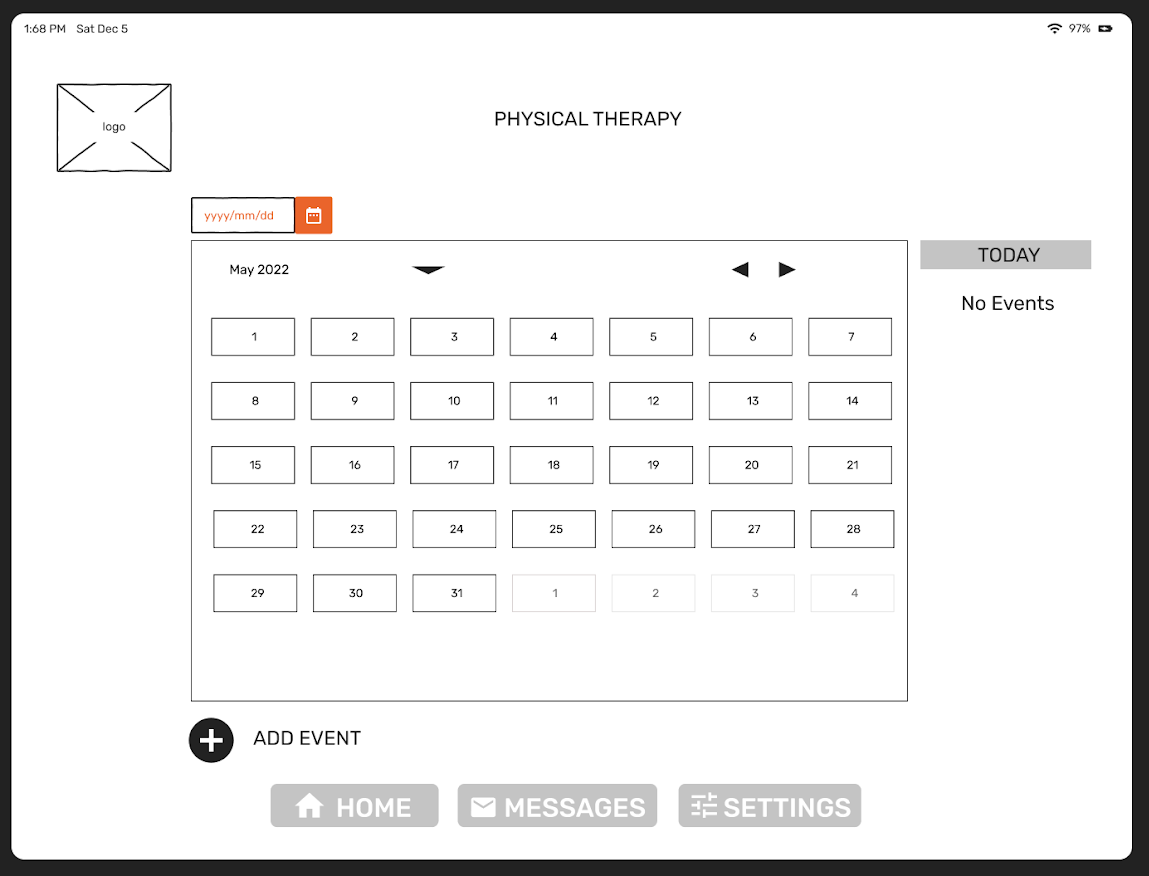 1:68 PM Sat Dec 5
97%
logo
PHYSICAL THERAPY
yyyy/mm/dd
May 2022
1 2 3 4 5 6 7
8 9 10 11 12 13 14
15 16 17 18 19 20 21
22 23 24 25 26 27 28
29 30 31 1 2 3 4
TODAY
No Events
ADD EVENT
HOME MESSAGES SETTINGS